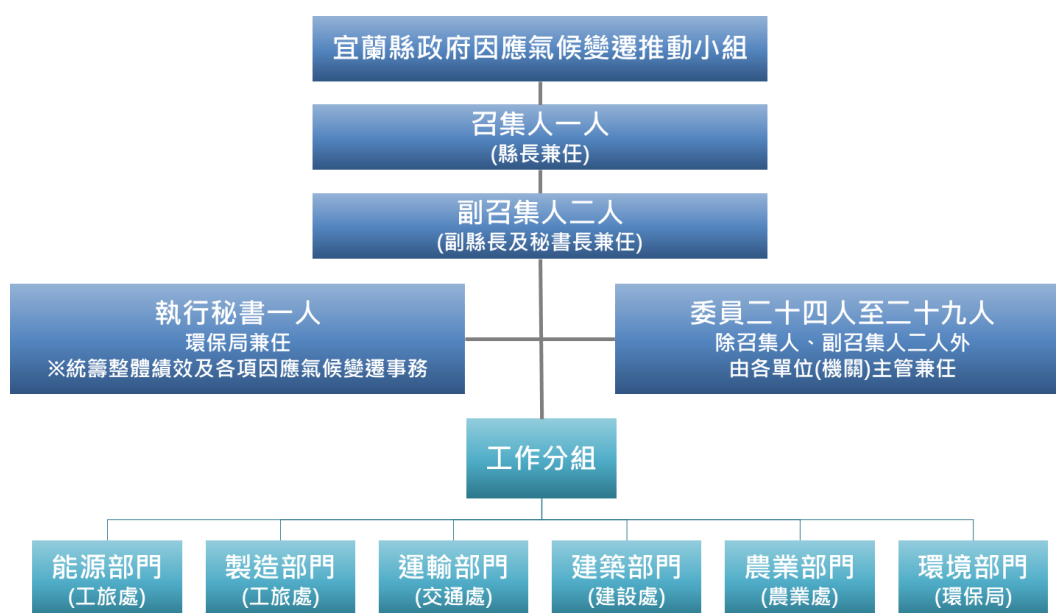 宜蘭縣政府因應氣候變遷推動小組
召集人一人
(縣長兼任)
副召集人二人
(副縣長及秘書長兼任)
執行秘書一人
環保局兼任
※統籌整體績效及各項因應氣候變遷事務
委員二十四人至二十九人
除召集人、副召集人二人外
由各單位(機關)主管兼任
工作分組
能源部門
(工旅處)
製造部門
(工旅處)
運輸部門
(交通處)
建築部門
(建設處)
農業部門
(農業處)
環境部門
(環保局)